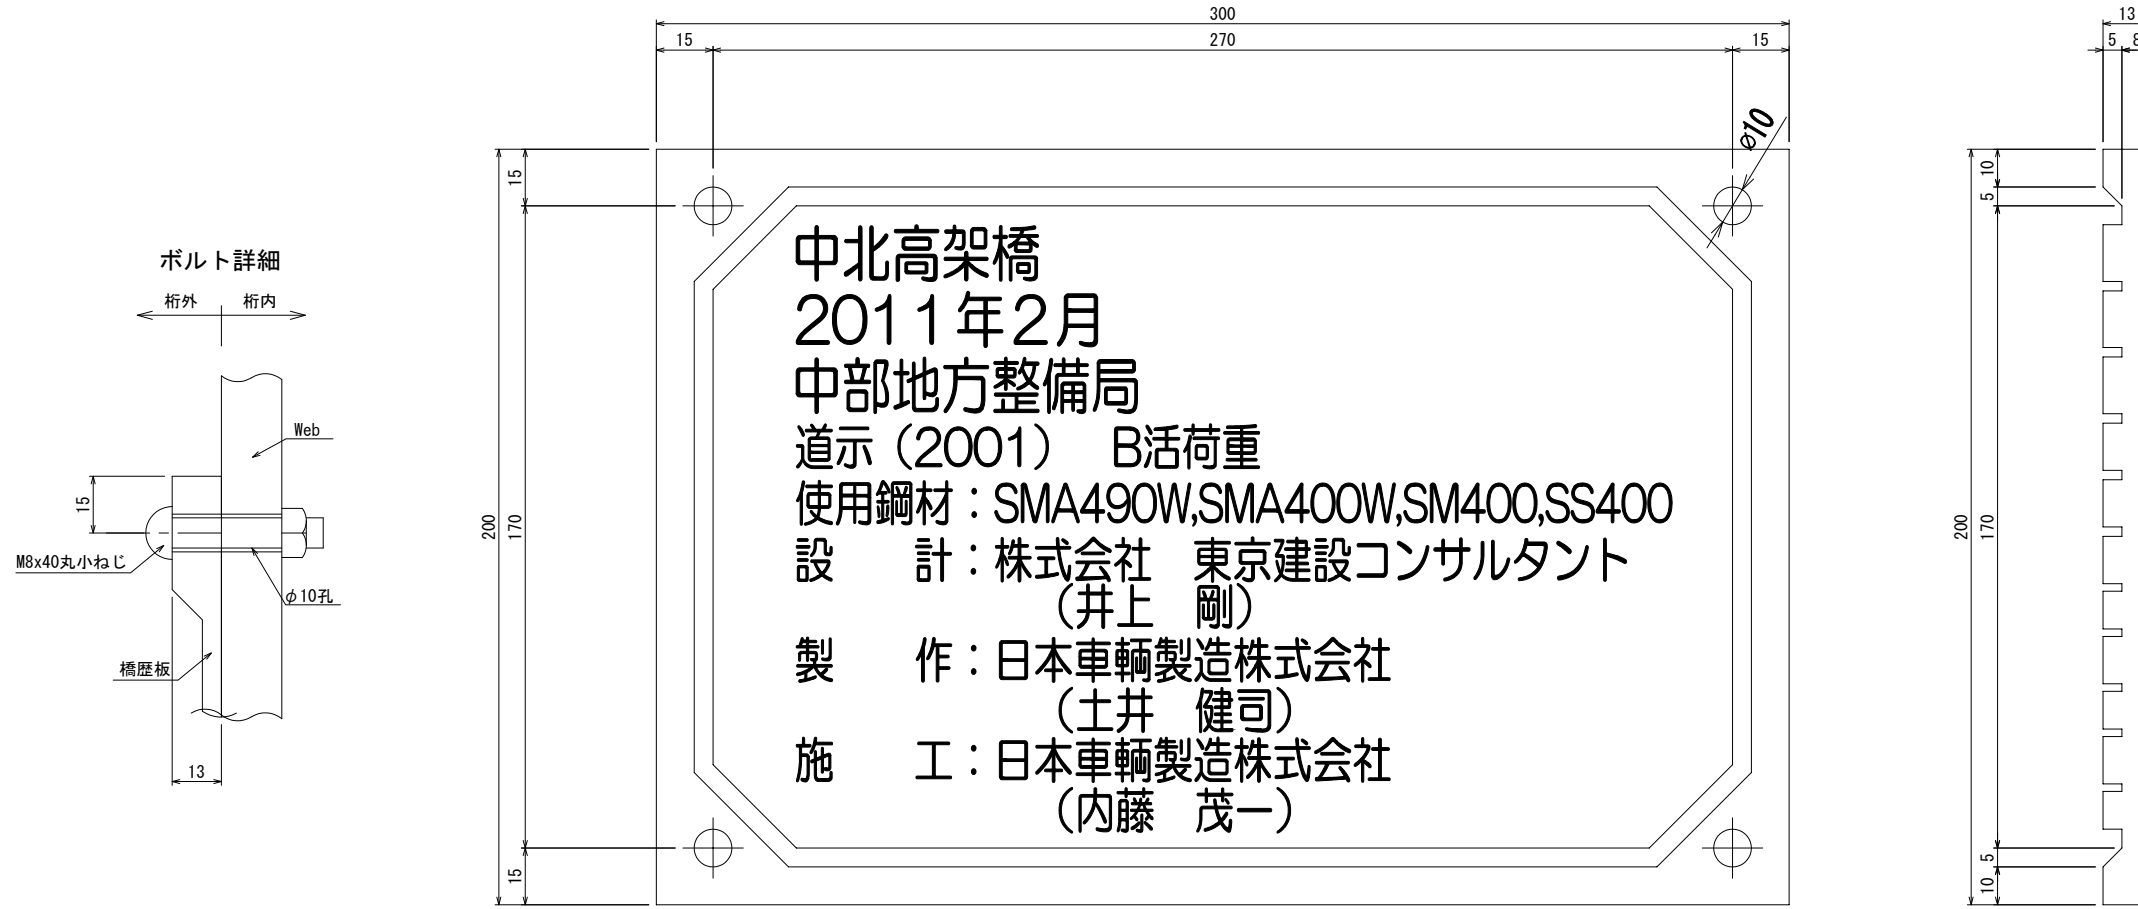 ボルト詳細
桁外 桁内
Web
15
M8x40丸小ねじ
φ10孔
橋歴板
13
300
15 270 15
ø10
15
200
170
15
中北高架橋
2011年2月
中部地方整備局
道示(2001) B活荷重
使用鋼材:SMA490W,SMA400W,SM400,SS400
設 計:株式会社 東京建設コンサルタント
(井上 剛)
製 作:日本車輌製造株式会社
(土井 健司)
施 工:日本車輌製造株式会社
(内藤 茂一)
13
5 8
10
5
200
170
5
10